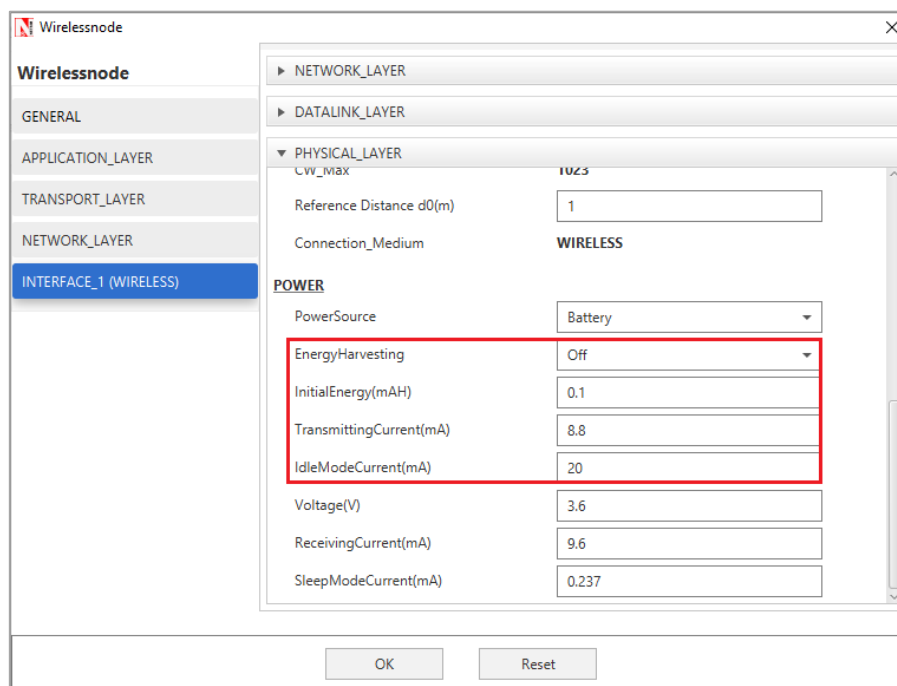 Wirelessnode
Wirelessnode
GENERAL
APPLICATION_LAYER
TRANSPORT_LAYER
NETWORK_LAYER
INTERFACE_1 (WIRELESS)
NETWORK_LAYER
DATALINK_LAYER
PHYSICAL_LAYER
CW_Max 1023
Reference Distance d0(m) 1
Connection_Medium WIRELESS
POWER
PowerSource Battery
EnergyHarvesting Off
InitialEnergy(mAH) 0.1
TransmittingCurrent(mA) 8.8
IdleModeCurrent(mA) 20
Voltage(V) 3.6
ReceivingCurrent(mA) 9.6
SleepModeCurrent(mA) 0.237
OK Reset